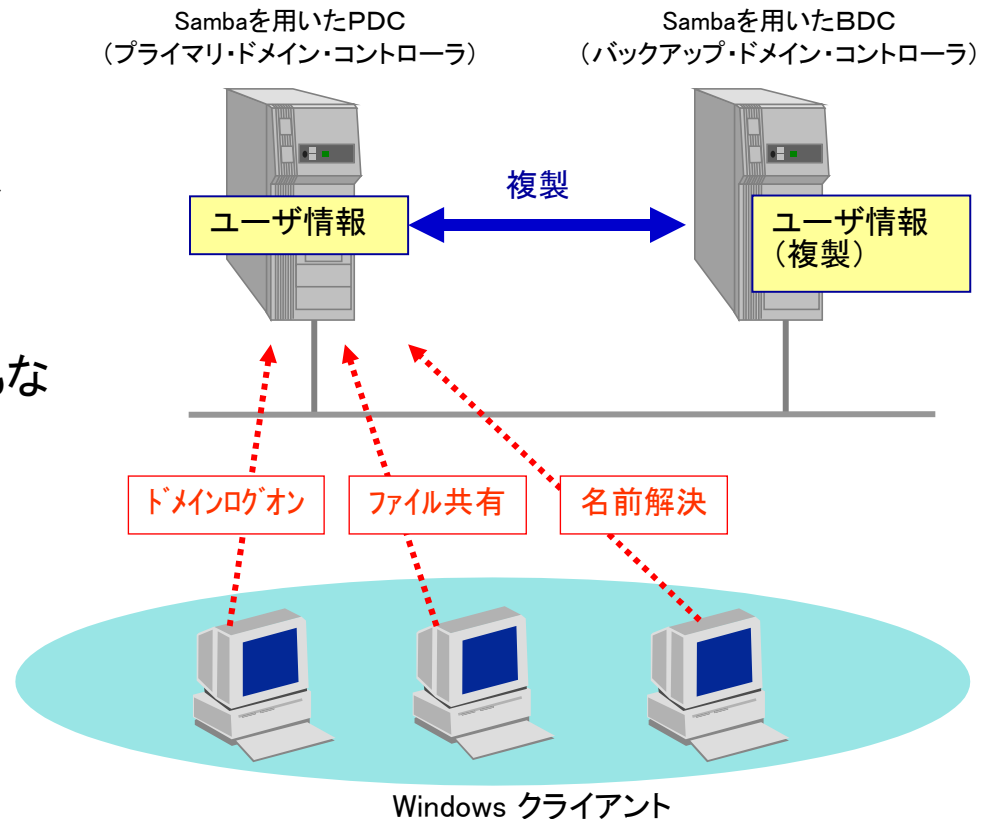 Sambaを用いたPDC
(プライマリ・ドメイン・コントローラ)
Sambaを用いたBDC
(バックアップ・ドメイン・コントローラ)
複製
ユーザ情報
ユーザ情報
(複製)
な
ドメインログオン
ファイル共有
名前解決
Windows クライアント